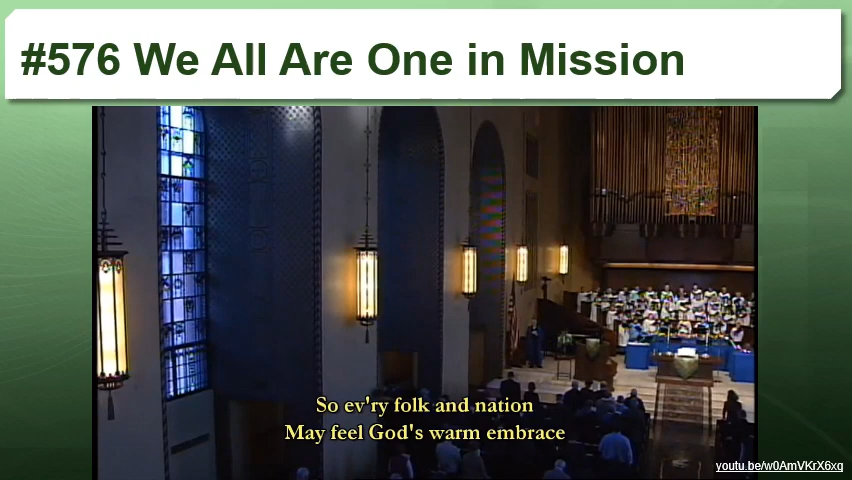 #576 We All Are One in Mission
So ev'ry folk and nation
May feel God's warm embrace
youtu.be/w0AmVKrX6xg